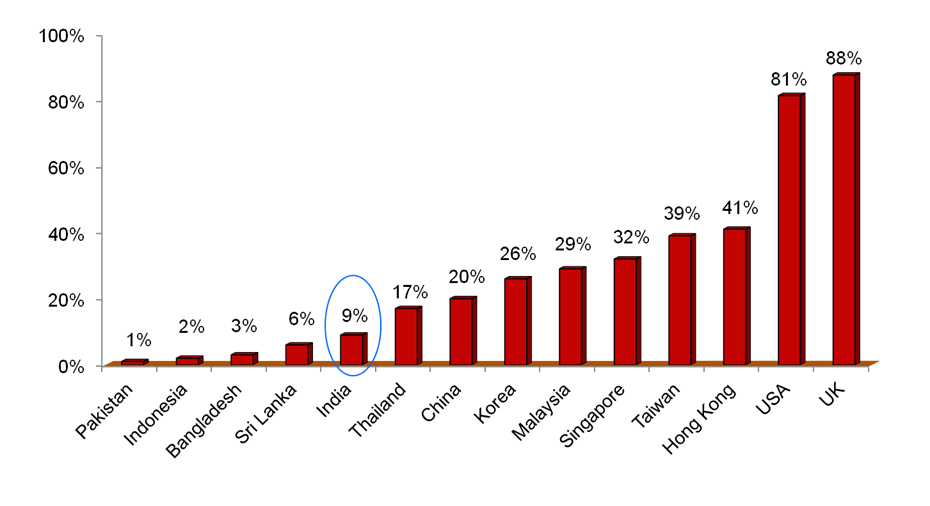 100%
80%
60%
40%
20%
0%
1%
2%
3%
6%
9%
17%
20%
26%
29%
32%
39%
41%
81%
88%
Pakistan
Indonesia
Bangladesh
Sri Lanka
India
Thailand
China
Korea
Malaysia
Singapore
Taiwan
Hong Kong
USA
UK